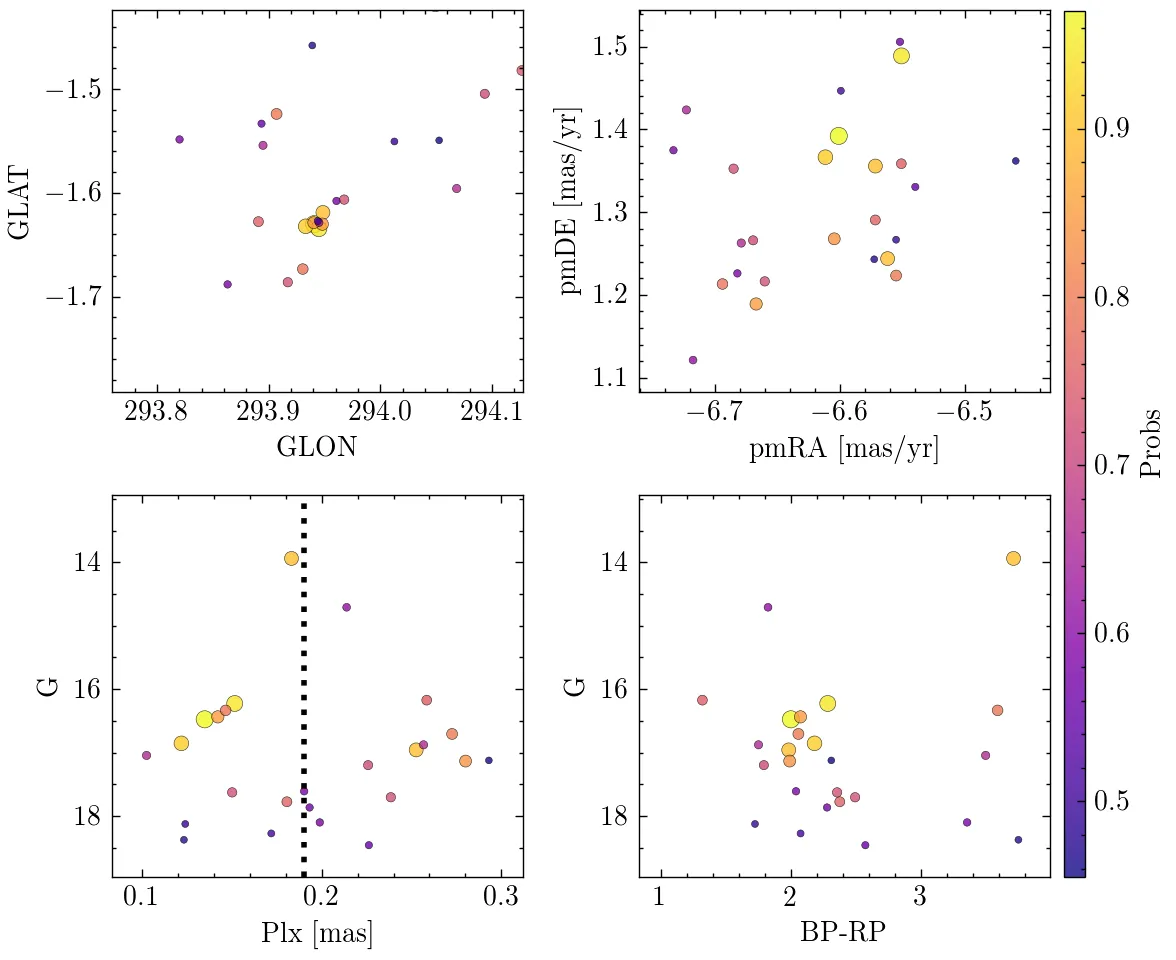 −1.5
−1.6
−1.7
GLAT
293.8 293.9 294.0 294.1
GLON
1.5
1.4
1.3
1.2
1.1
pmDE [mas/yr]
−6.7 −6.6 −6.5
pmRA [mas/yr]
14
16
18
G
0.1 0.2 0.3
Plx [mas]
14
16
18
G
1 2 3
BP-RP
0.9
0.8
0.7
0.6
0.5
Probs